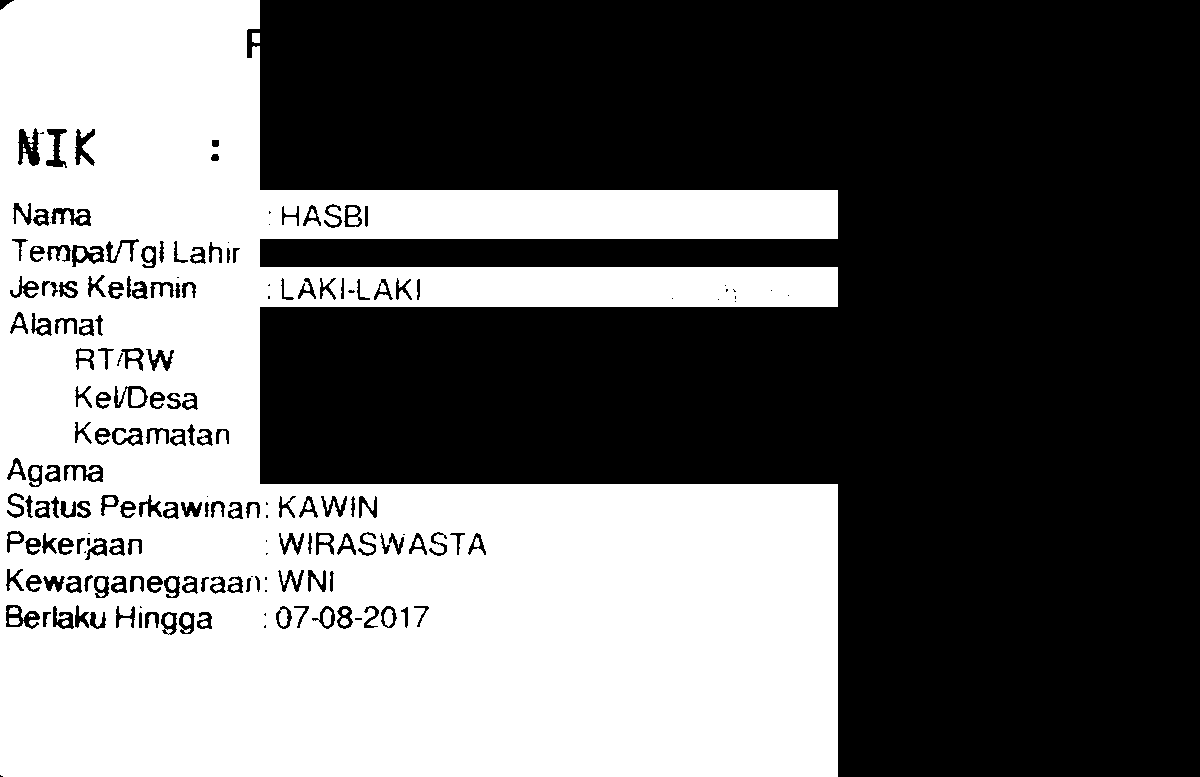 NIK :
Nama : HASBI
Tempat/Tgl Lahir
Jenis Kelamin : LAKI-LAKI
Alamat
RT/RW
Kel/Desa
Kecamatan
Agama
Status Perkawinan: KAWIN
Pekerjaan : WIRASWASTA
Kewarganegaraan: WNI
Berlaku Hingga : 07-08-2017